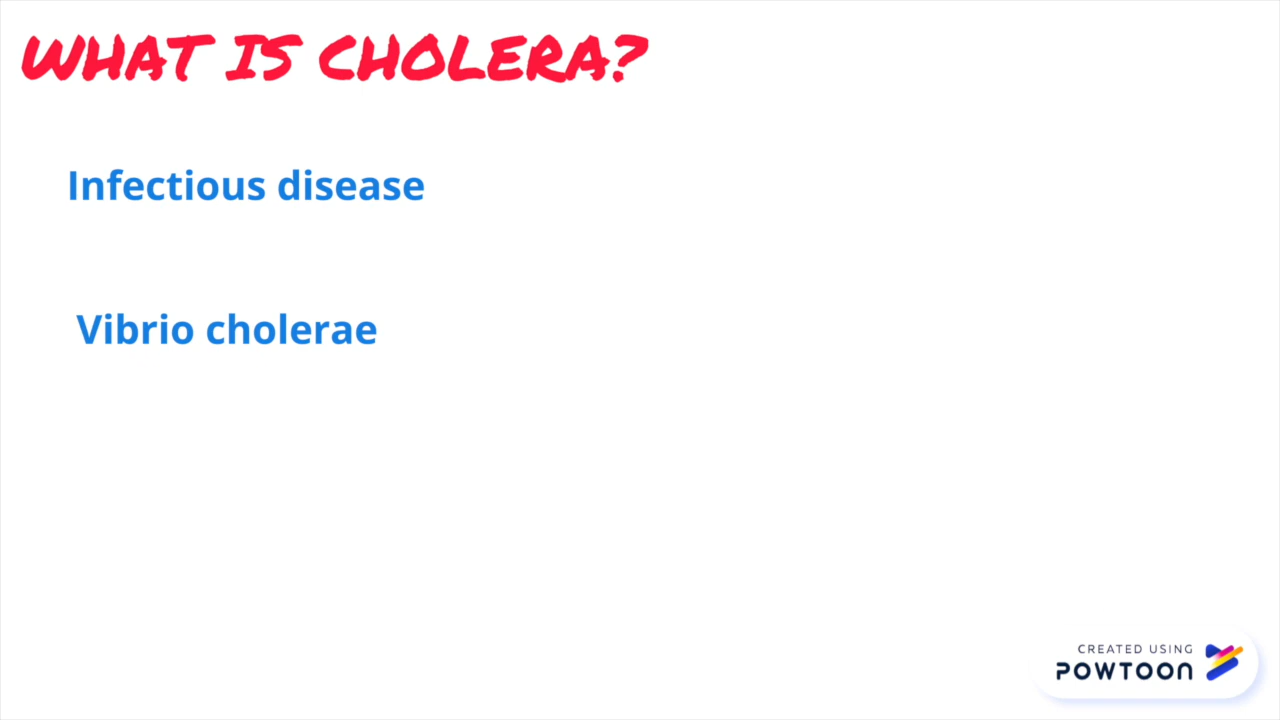 WHAT IS CHOLERA?
Infectious disease
Vibrio cholerae
CREATED USING
POWTOON